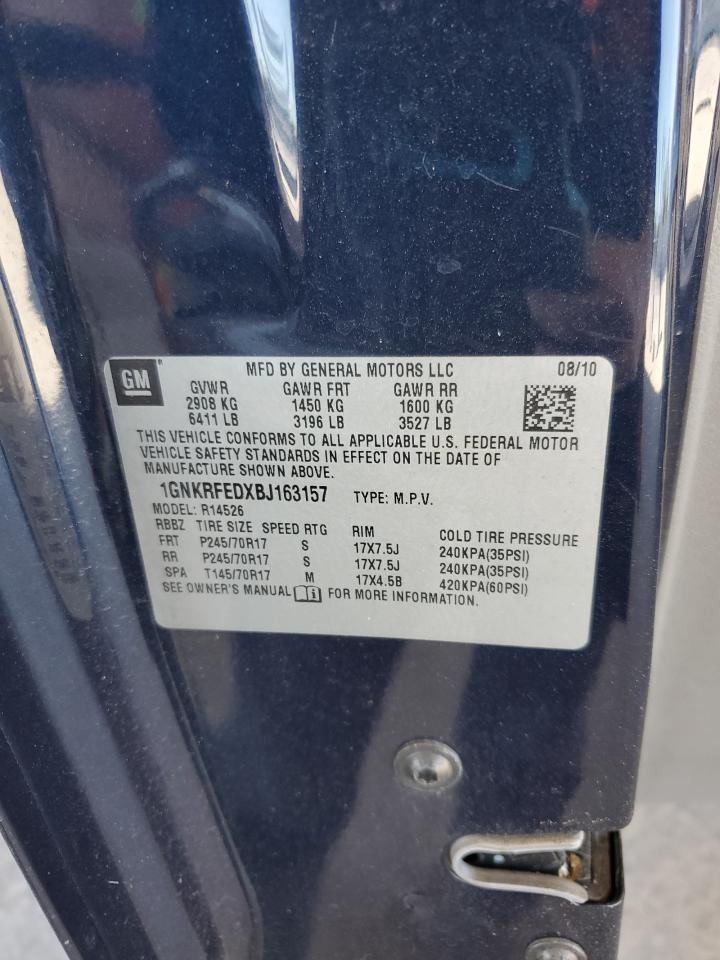 GM ® MFD BY GENERAL MOTORS LLC 08/10
GVWR GAWR FRT GAWR RR
2908 KG 1450 KG 1600 KG
6411 LB 3196 LB 3527 LB
THIS VEHICLE CONFORMS TO ALL APPLICABLE U.S. FEDERAL MOTOR
VEHICLE SAFETY STANDARDS IN EFFECT ON THE DATE OF
MANUFACTURE SHOWN ABOVE.
1GNKRFEDXBJ163157 TYPE: M.P.V.
MODEL: R14526
RBBZ TIRE SIZE SPEED RTG RIM COLD TIRE PRESSURE
FRT P245/70R17 S 17X7.5J 240KPA(35PSI)
RR P245/70R17 S 17X7.5J 240KPA(35PSI)
SPA T145/70R17 M 17X4.5B 420KPA(60PSI)
SEE OWNER'S MANUAL i FOR MORE INFORMATION.